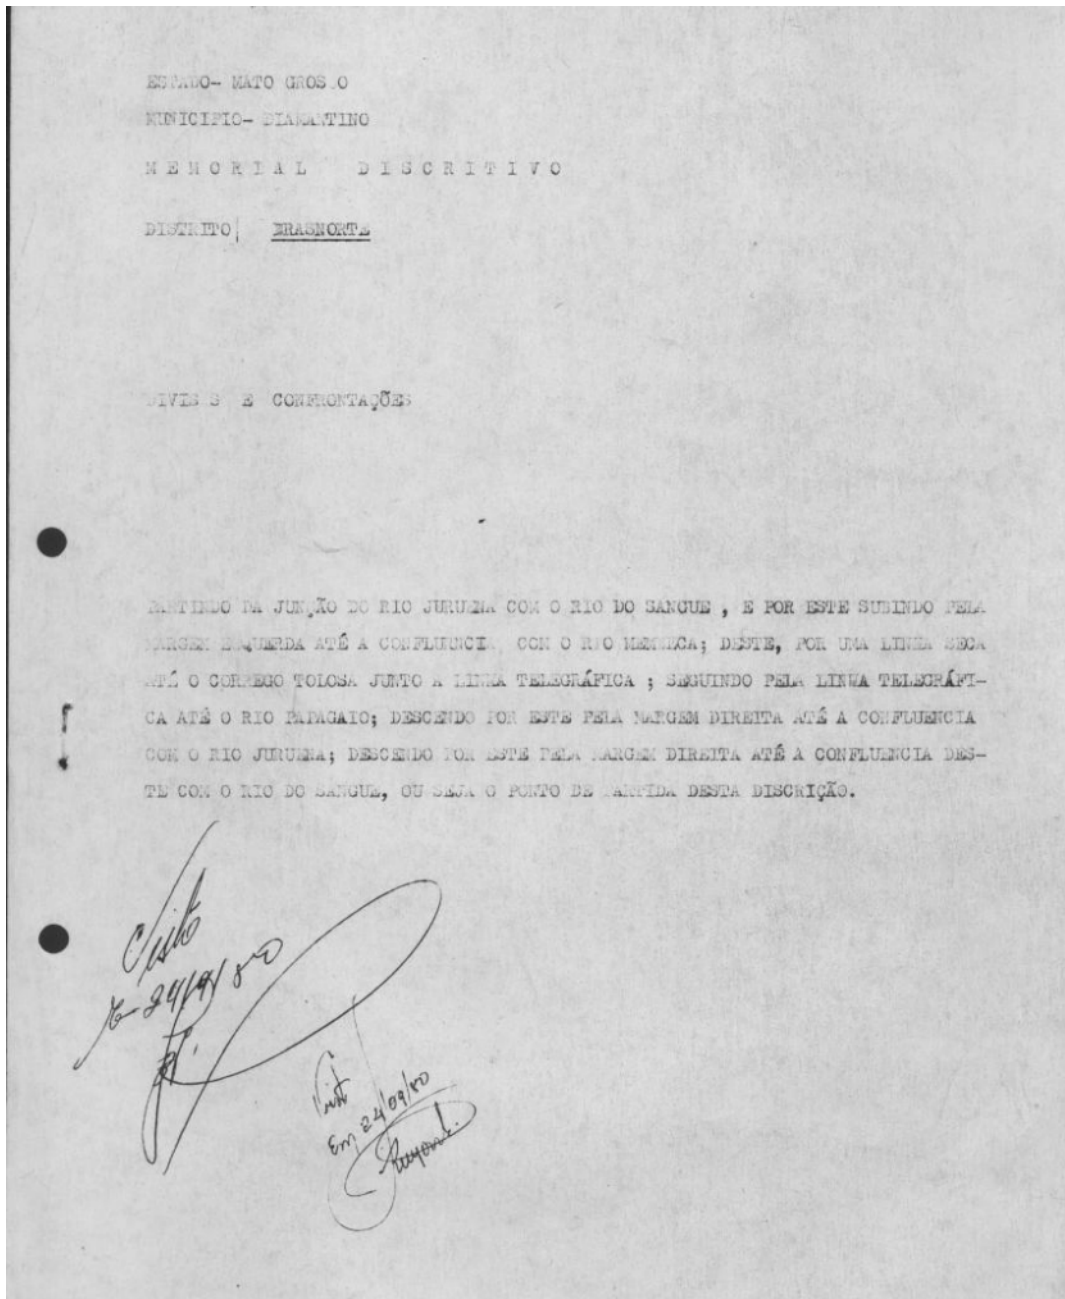 ESTADO- MATO GROSSO
MUNICIPIO- DIAMANTINO
MEMORIAL DISCRITIVO
DISTRITO| BRASNORTE
DIVISAS E CONFRONTAÇÕES
PARTINDO DA JUNÇÃO DO RIO JURUENA COM O RIO DO SANGUE , E POR ESTE SUBINDO PELA
MARGEM ESQUERDA ATÉ A CONFLUENCIA COM O RIO MEMBECA; DESTE, POR UMA LINHA SECA
ATÉ O CORREGO TOLOSA JUNTO A LINHA TELEGRÁFICA ; SEGUINDO PELA LINHA TELEGRÁFI-
CA ATÉ O RIO PAPAGAIO; DESCENDO POR ESTE PELA MARGEM DIREITA ATÉ A CONFLUENCIA
COM O RIO JURUENA; DESCENDO POR ESTE PELA MARGEM DIREITA ATÉ A CONFLUENCIA DES-
TE COM O RIO DO SANGUE, OU SEJA O PONTO DE PARTIDA DESTA DISCRIÇÃO.
Visto
24/9/80
Visto
Em 24/09/80